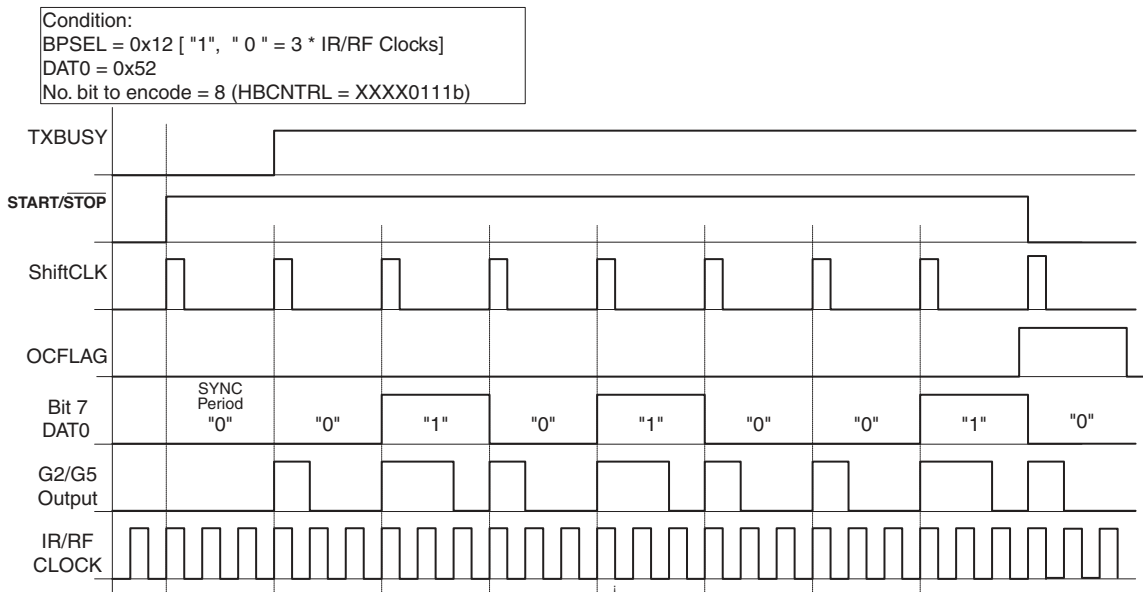 Condition:
BPSEL = 0x12 [ "1", " 0 " = 3 * IR/RF Clocks]
DAT0 = 0x52
No. bit to encode = 8 (HBCNTRL = XXXX0111b)
TXBUSY
START/STOP
ShiftCLK
OCFLAG
SYNC
Period
Bit 7
DAT0
"0" "0" "1" "0" "1" "0" "0" "1" "0"
G2/G5
Output
IR/RF
CLOCK